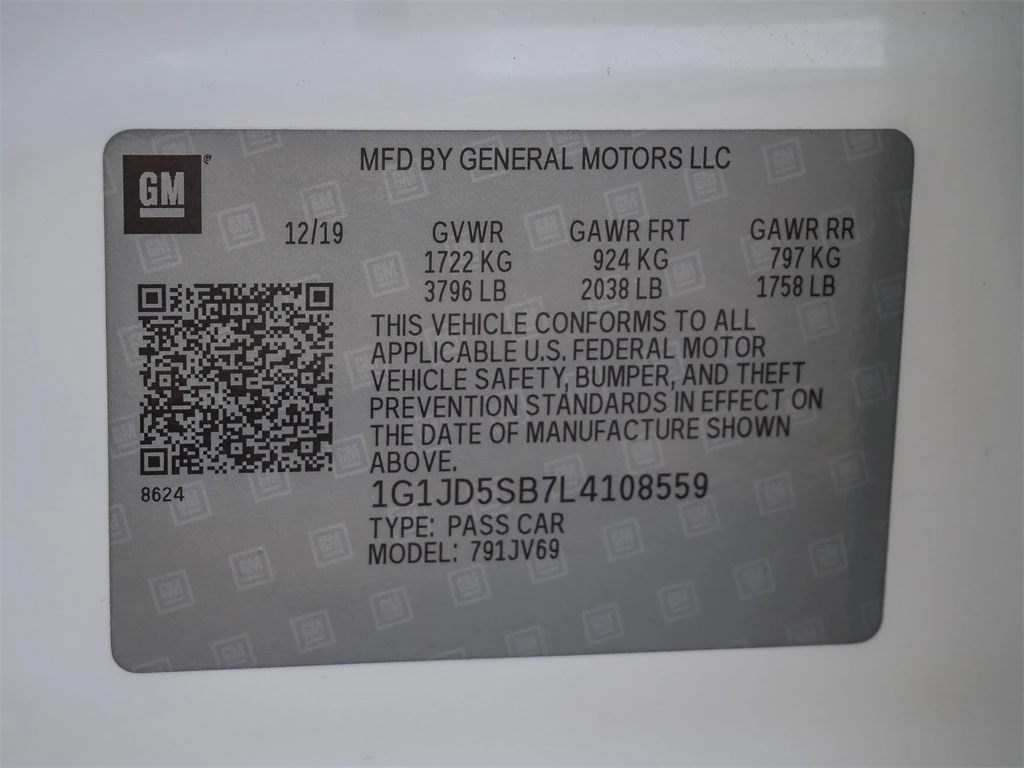 GM
MFD BY GENERAL MOTORS LLC
12/19 GVWR GAWR FRT GAWR RR
1722 KG 924 KG 797 KG
3796 LB 2038 LB 1758 LB
THIS VEHICLE CONFORMS TO ALL
APPLICABLE U.S. FEDERAL MOTOR
VEHICLE SAFETY, BUMPER, AND THEFT
PREVENTION STANDARDS IN EFFECT ON
THE DATE OF MANUFACTURE SHOWN
ABOVE.
8624
1G1JD5SB7L4108559
TYPE: PASS CAR
MODEL: 791JV69